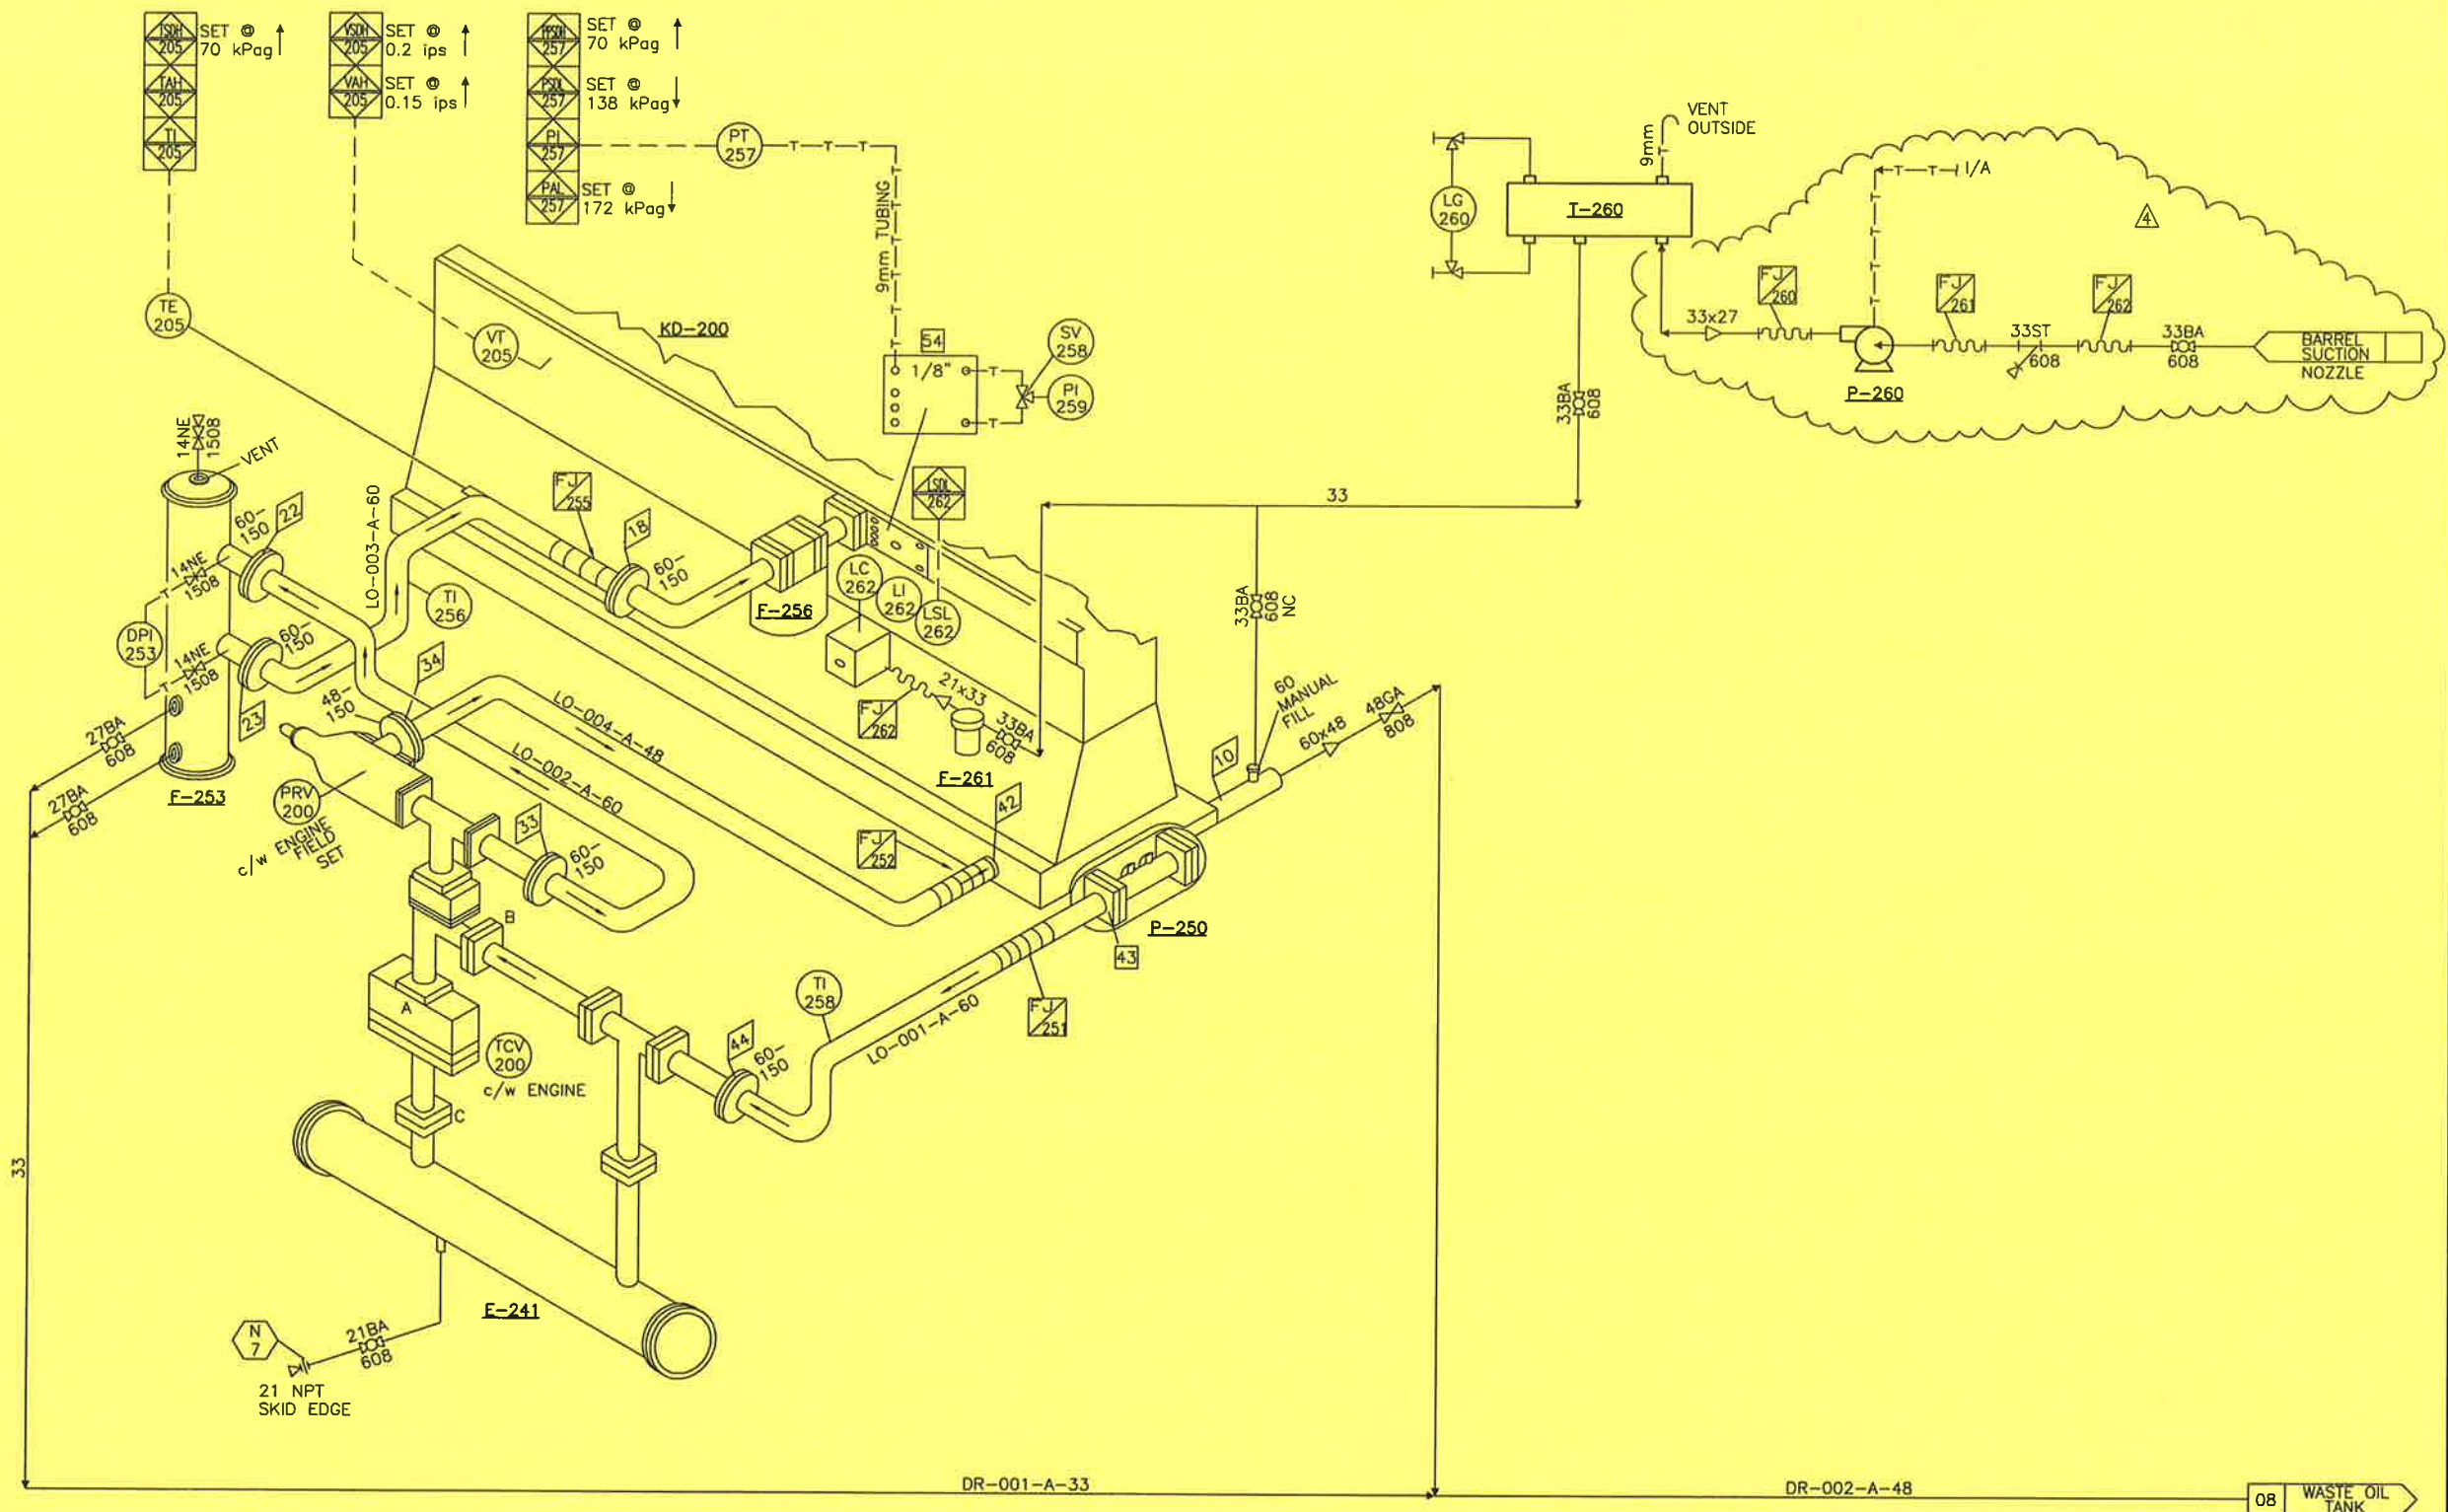 TSDH
205
SET @
70 kPag
TAH
205
TI
205
VSDH
205
SET @
0.2 ips
VAH
205
SET @
0.15 ips
257
SET @
70 kPag
PSDL
257
SET @
138 kPag
PI
257
PAL
257
SET @
172 kPag
PT
257
T T T
9mm TUBING
TE
205
VT
205
KD-200
54
1/8"
SV
258
PI
259
LG
260
T-260
9mm
VENT
OUTSIDE
I/A
4
33x27
FJ
260
P-260
FJ
261
33ST
608
FJ
262
33BA
608
BARREL
SUCTION
NOZZLE
33BA
608
33
14NE
1508
VENT
60-
150
22
14NE
1508
DPI
253
14NE
1508
60-
150
23
27BA
608
27BA
608
F-253
LO-003-A-60
TI
256
FJ
255
18
60-
150
F-256
LSDL
262
LC
262
LI
262
LSL
262
FJ
262
21x33
33BA
608
F-261
33BA
608
NC
60
MANUAL
FILL
60x48
48GA
808
10
34
48-
150
LO-004-A-48
LO-002-A-60
PRV
200
c/w ENGINE
FIELD
SET
33
60-
150
FJ
252
42
P-250
43
FJ
251
LO-001-A-60
TI
258
44
60-
150
B
A
TCV
200
c/w ENGINE
C
E-241
N
7
21BA
608
21 NPT
SKID EDGE
33
DR-001-A-33
DR-002-A-48
08
WASTE OIL
TANK